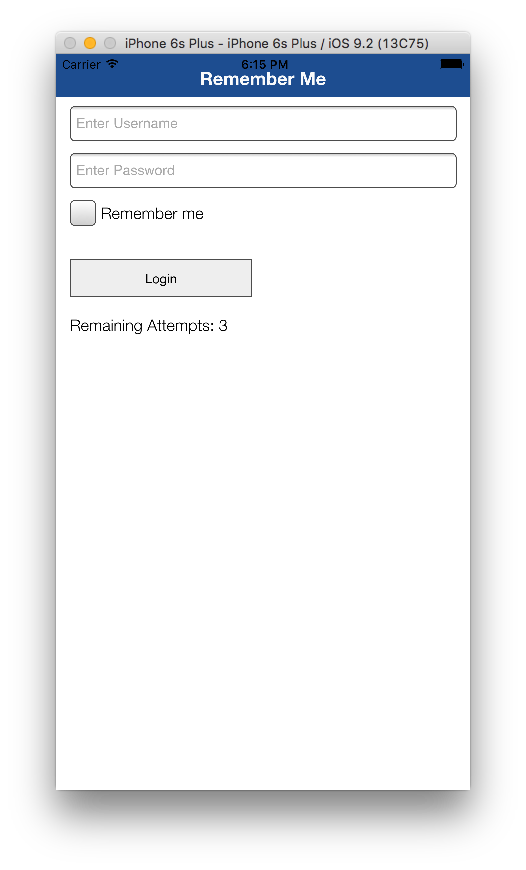 iPhone 6s Plus - iPhone 6s Plus / iOS 9.2 (13C75)
Carrier 6:15 PM
Remember Me
Enter Username
Enter Password
Remember me
Login
Remaining Attempts: 3